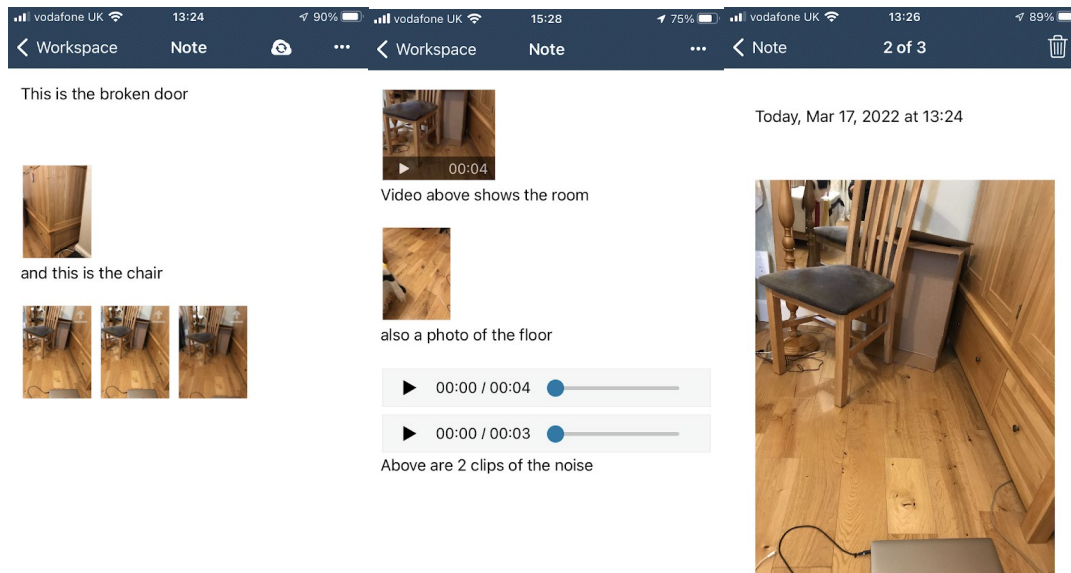 vodafone UK 13:24 90%
Workspace Note
This is the broken door
and this is the chair
vodafone UK 15:28 75%
Workspace Note
00:04
Video above shows the room
also a photo of the floor
00:00 / 00:04
00:00 / 00:03
Above are 2 clips of the noise
vodafone UK 13:26 89%
Note 2 of 3
Today, Mar 17, 2022 at 13:24